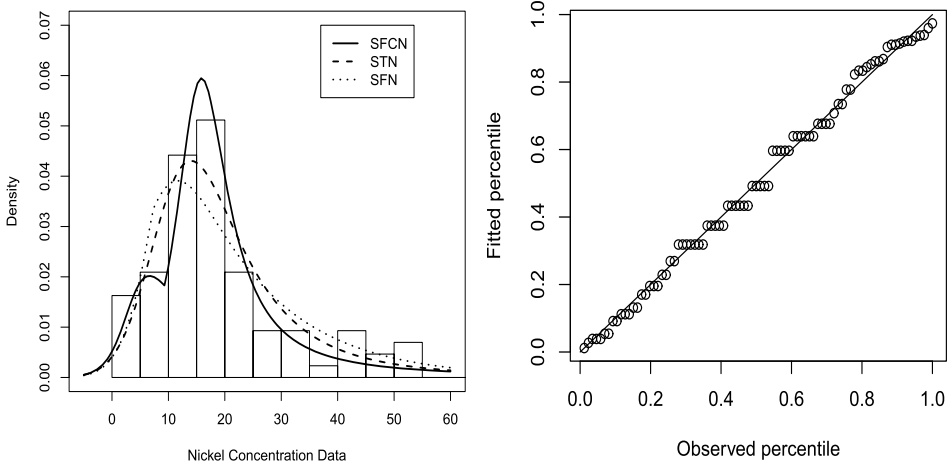 0.07
0.06
0.05
0.04
0.03
0.02
0.01
0.00
Density
SFCN
STN
SFN
0 10 20 30 40 50 60
Nickel Concentration Data
1.0
0.8
0.6
0.4
0.2
0.0
Fitted percentile
0.0 0.2 0.4 0.6 0.8 1.0
Observed percentile